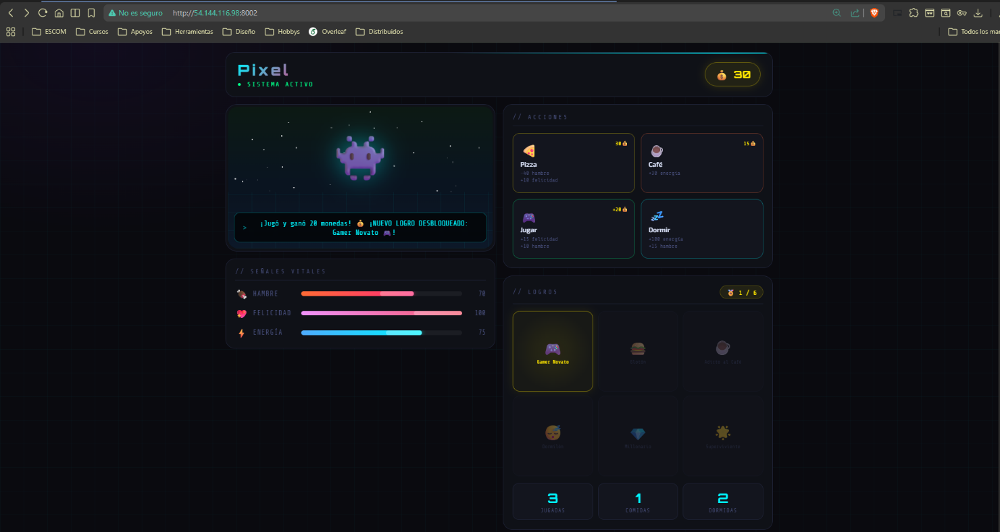 No es seguro http://54.144.116.98:8002
ESCOM Cursos Apoyos Herramientas Diseño Hobbys Overleaf Distribuidos Todos los mar
Pixel
● SISTEMA ACTIVO
30
> ¡Jugó y ganó 20 monedas! 💰 ¡NUEVO LOGRO DESBLOQUEADO:
Gamer Novato 🎮!
// SEÑALES VITALES
HAMBRE 70
FELICIDAD 100
ENERGÍA 75
// ACCIONES
30
Pizza
-40 hambre
+10 felicidad
15
Café
+30 energía
+20
Jugar
+15 felicidad
+10 hambre
Dormir
+100 energía
+15 hambre
// LOGROS
1 / 6
Gamer Novato
Glotón
Adicto al Café
Dormilón
Millonario
Superviviente
3
JUGADAS
1
COMIDAS
2
DORMIDAS